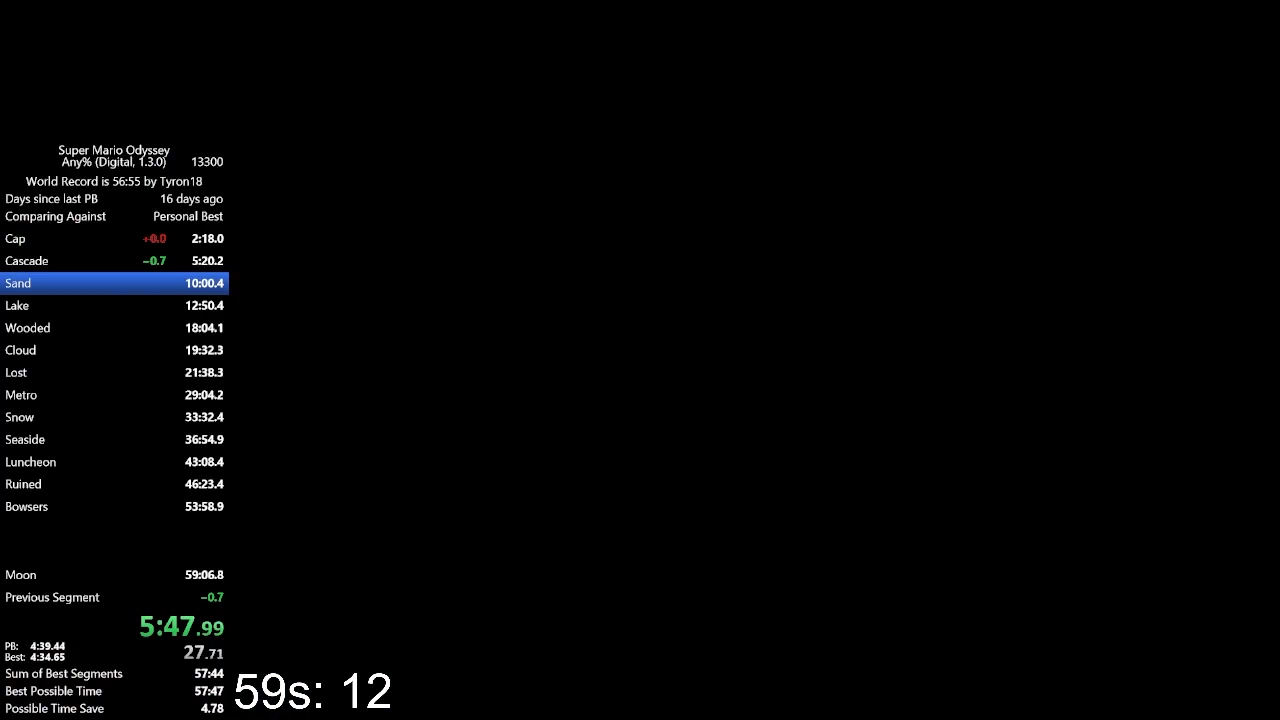 Super Mario Odyssey
Any% (Digital, 1.3.0) 13300
World Record is 56:55 by Tyron18
Days since last PB 16 days ago
Comparing Against Personal Best
Cap +0.0 2:18.0
Cascade −0.7 5:20.2
Sand 10:00.4
Lake 12:50.4
Wooded 18:04.1
Cloud 19:32.3
Lost 21:38.3
Metro 29:04.2
Snow 33:32.4
Seaside 36:54.9
Luncheon 43:08.4
Ruined 46:23.4
Bowsers 53:58.9
Moon 59:06.8
Previous Segment −0.7
5:47.99
PB: 4:39.44
Best: 4:34.65 27.71
Sum of Best Segments 57:44
Best Possible Time 57:47
Possible Time Save 4.78
59s: 12